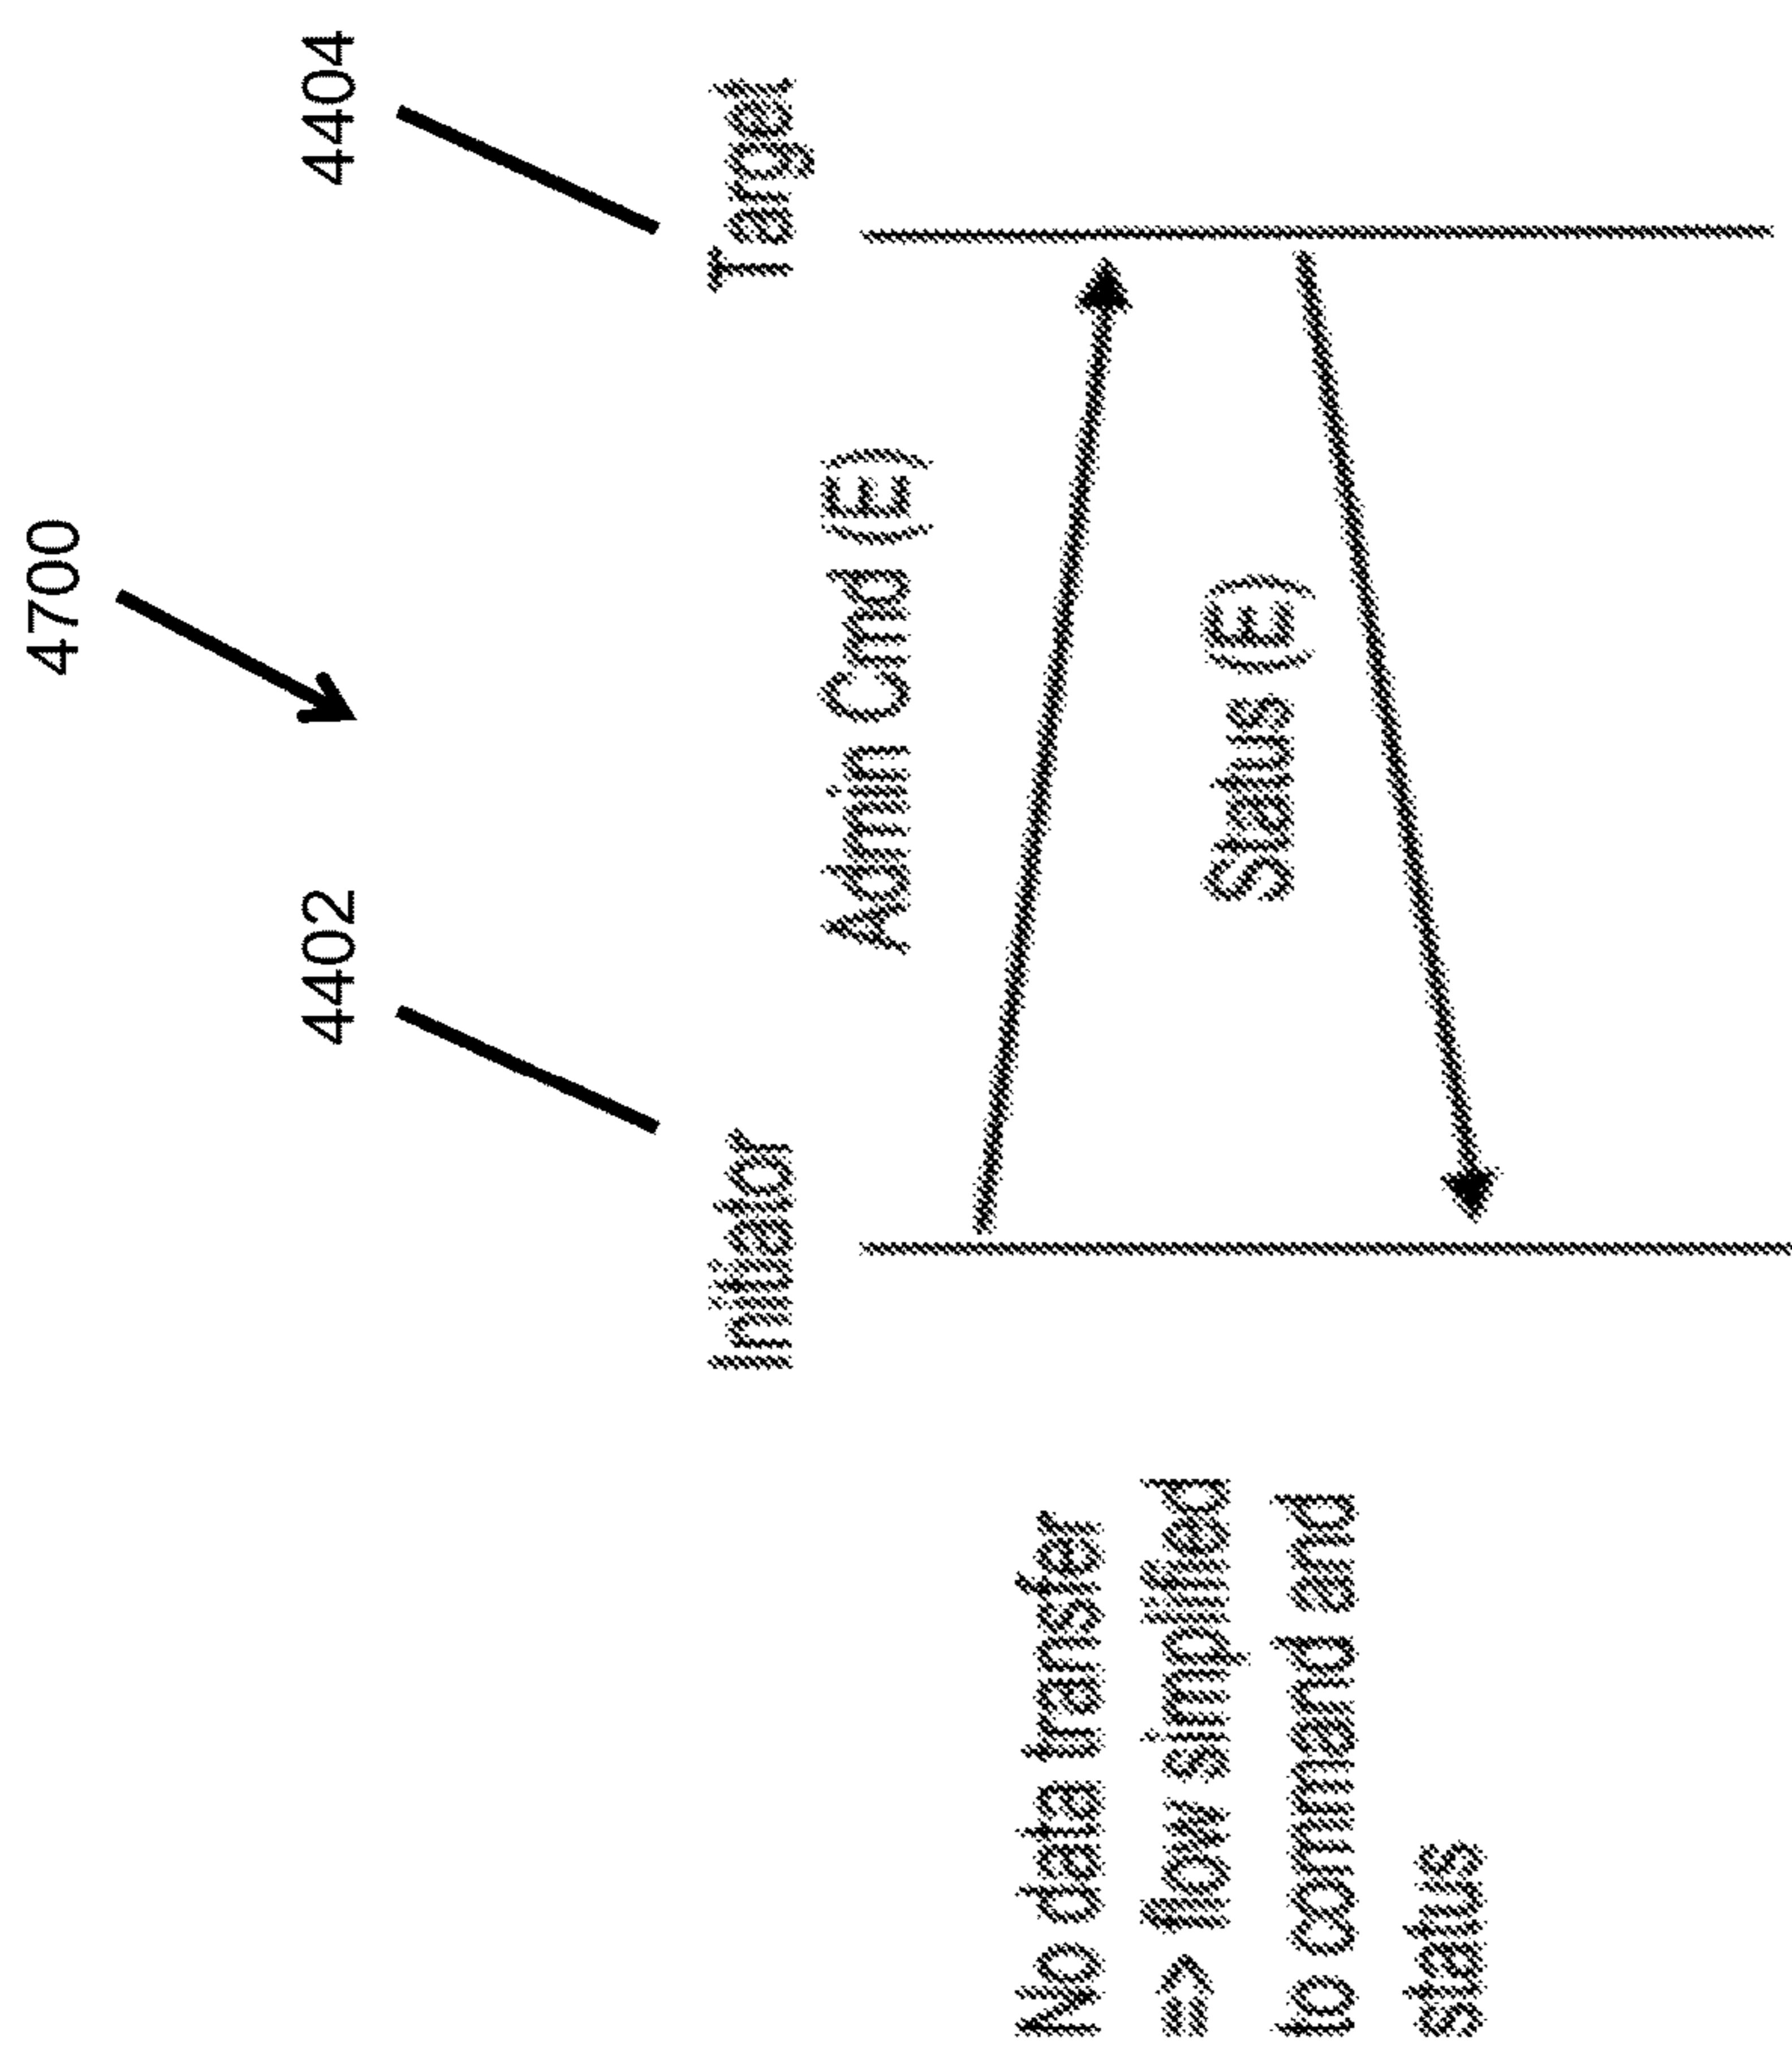 4700
4402
4404
Initiator
Target
Admin Cmd (E)
Status (E)
No data transfer
=> flow simplified
to command and
status